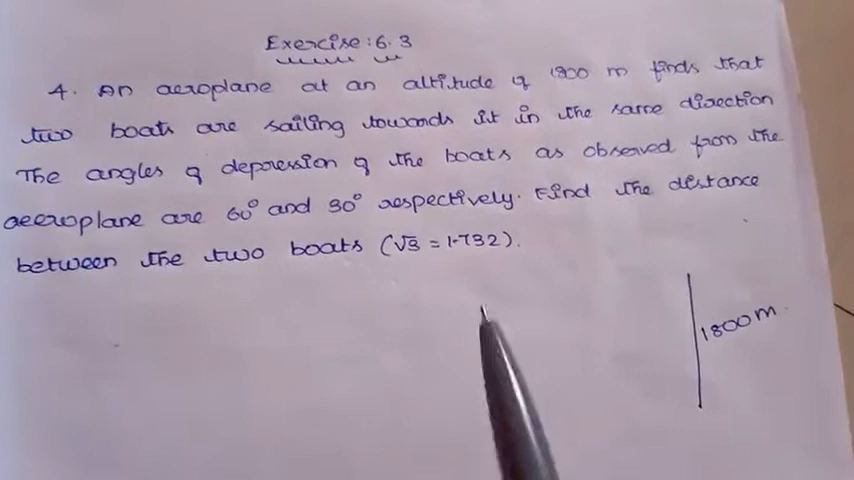 Exercise : 6.3
4. An aeroplane at an altitude of 1800 m finds that
two boats are sailing towards it in the same direction
The angles of depression of the boats as observed from the
aeeroplane are 60° and 30° respectively. Find the distance
between the two boats (√3 = 1.732).
1800 m